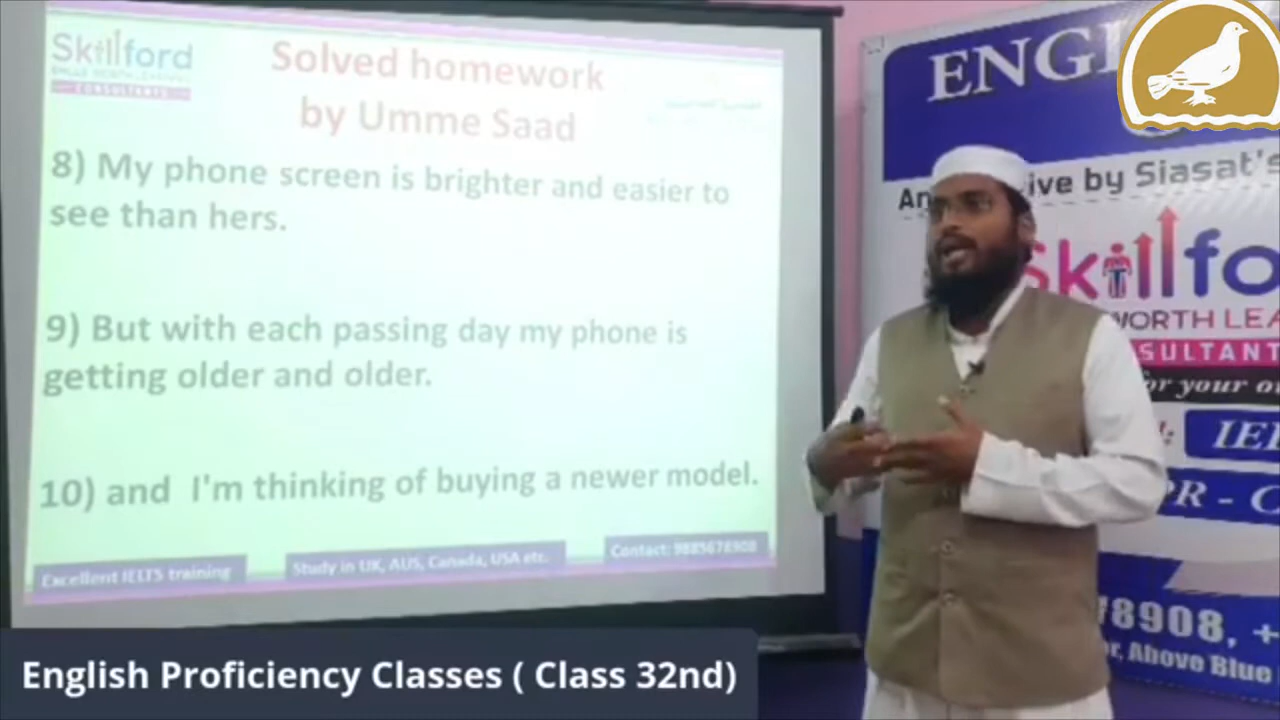 Skillford
CONSULTANTS
Solved homework
by Umme Saad
8) My phone screen is brighter and easier to
see than hers.
9) But with each passing day my phone is
getting older and older.
10) and I'm thinking of buying a newer model.
Excellent IELTS training
Study in UK, AUS, Canada, USA etc.
Contact: 9885678908
ENGL
An
ive by Siasat's
Skillfo
WORTH LEA
SULTANT
or your o
IEL
PR - C
78908, +
r, Above Blue
English Proficiency Classes ( Class 32nd)